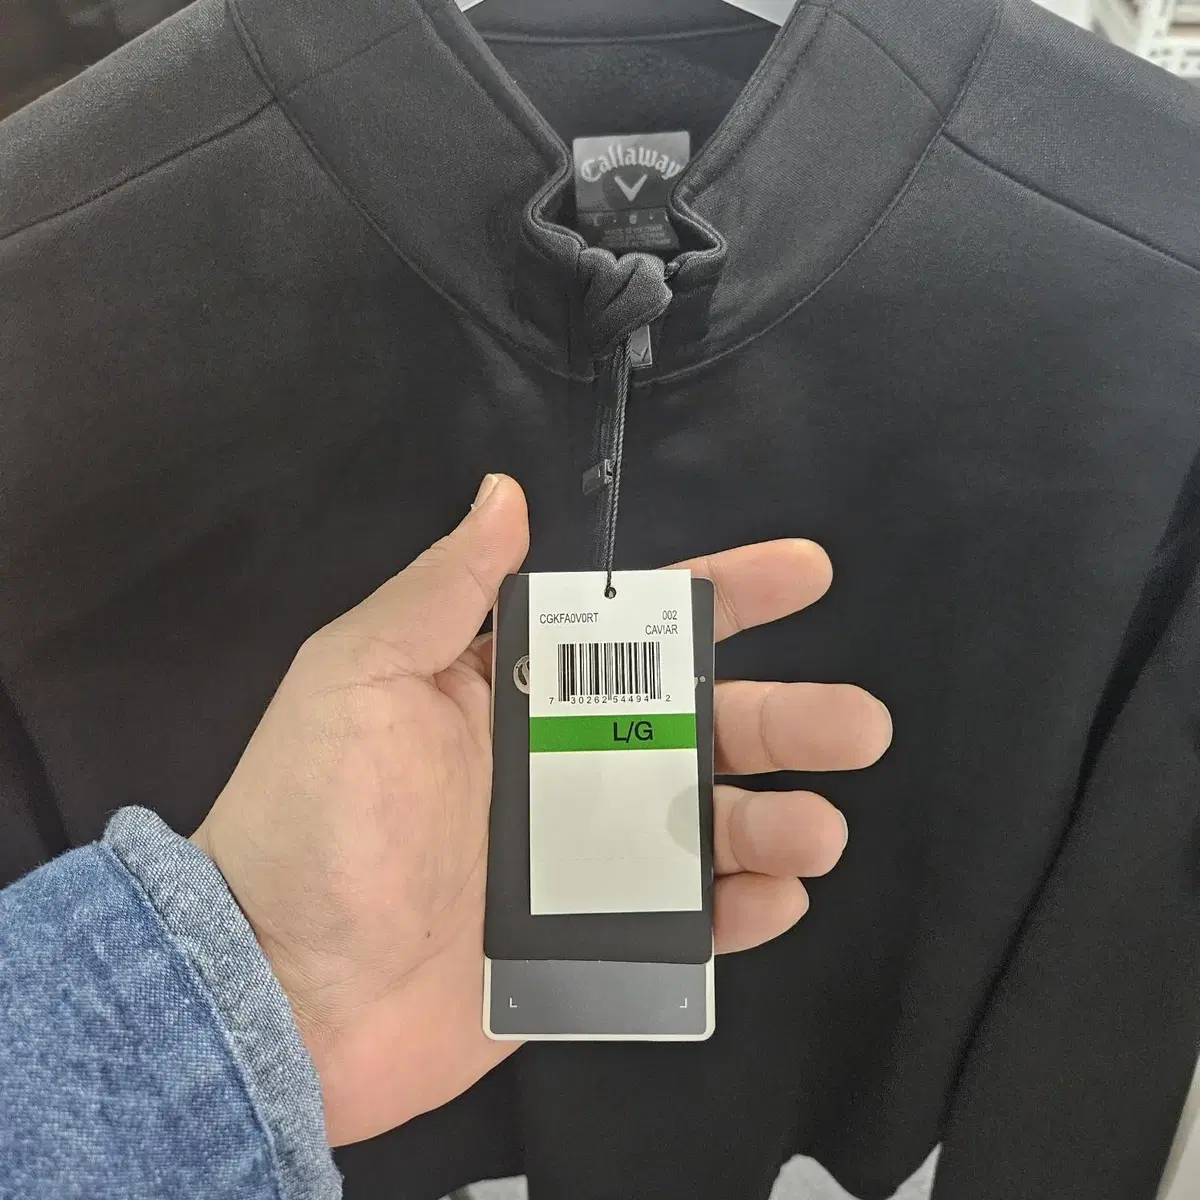 Callaway
CGKFA0V0RT 002
CAVIAR
7 30262 54494 2
L/G